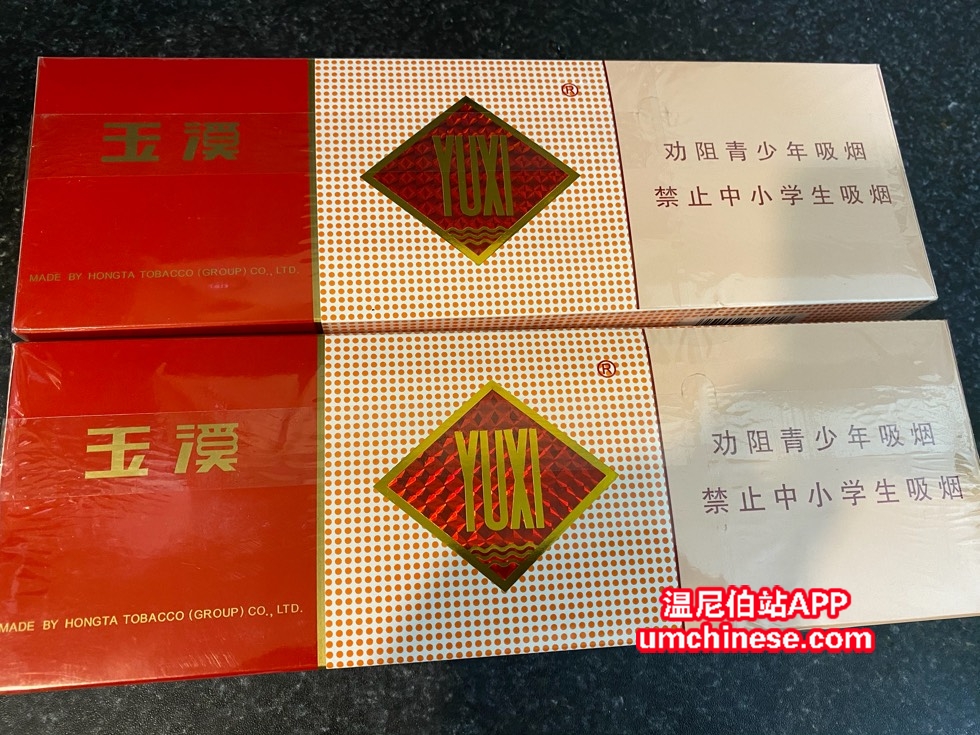 玉溪
MADE BY HONGTA TOBACCO (GROUP) CO., LTD.
YUXI
®
劝阻青少年吸烟
禁止中小学生吸烟
玉溪
MADE BY HONGTA TOBACCO (GROUP) CO., LTD.
YUXI
®
劝阻青少年吸烟
禁止中小学生吸烟
温尼伯站APP
umchinese.com